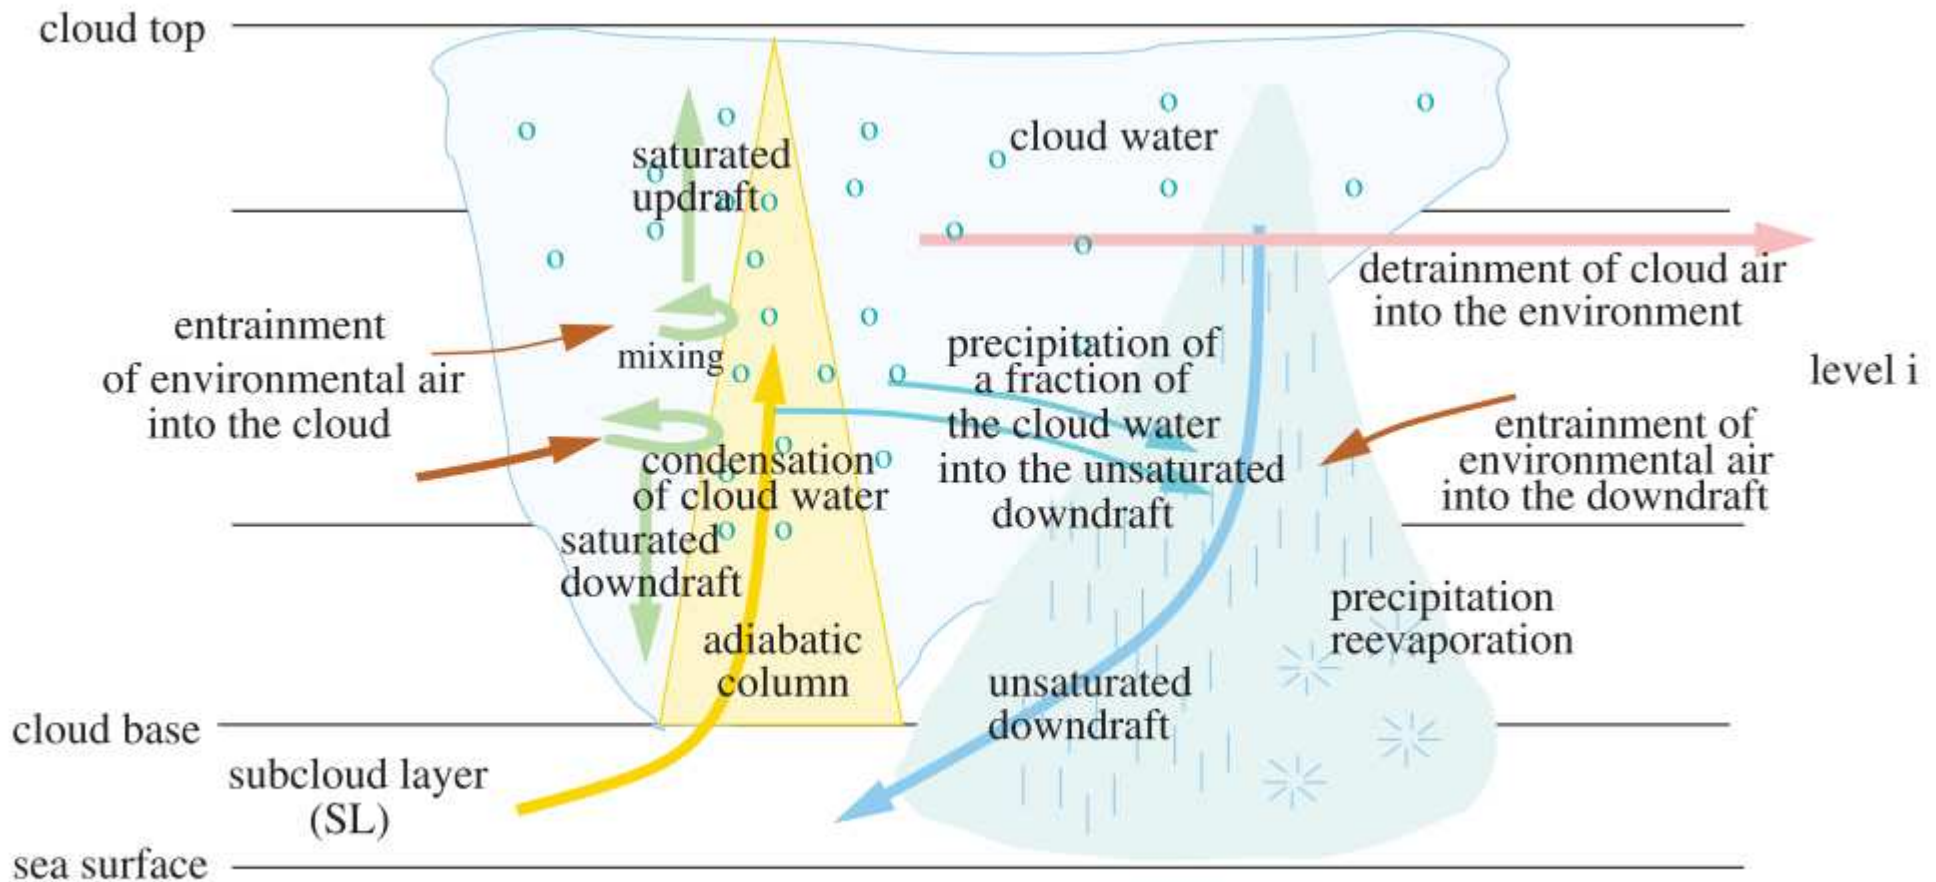 cloud top
cloud water
saturated
updraft
detrainment of cloud air
into the environment
entrainment
of environmental air
into the cloud
mixing
precipitation of
a fraction of
the cloud water
into the unsaturated
downdraft
level i
entrainment of
environmental air
into the downdraft
condensation
of cloud water
saturated
downdraft
precipitation
reevaporation
adiabatic
column
unsaturated
downdraft
cloud base
subcloud layer
(SL)
sea surface